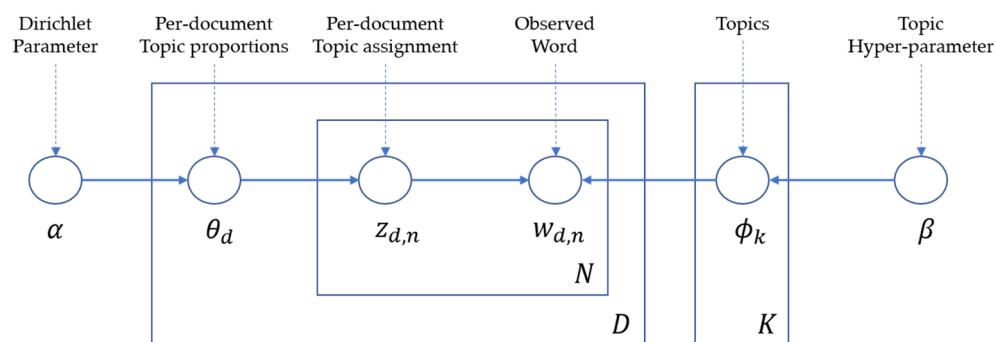 Dirichlet
Parameter
Per-document
Topic proportions
Per-document
Topic assignment
Observed
Word
Topics
Topic
Hyper-parameter
α
θ_d
z_{d,n}
w_{d,n}
ϕ_k
β
N
D
K